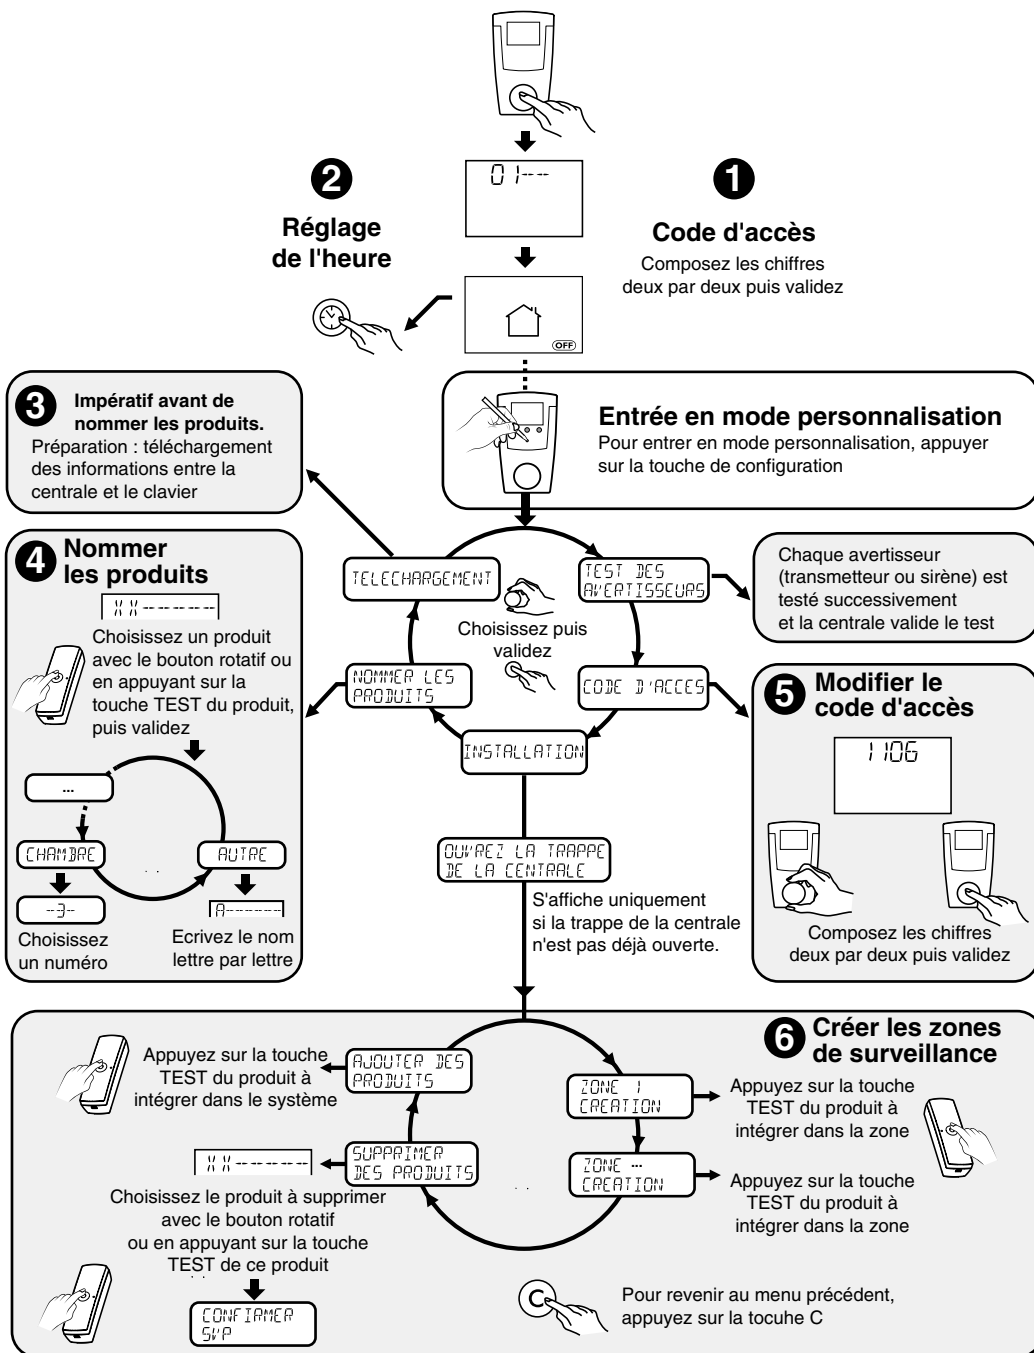 01---
1
Code d'accès
Composez les chiffres
deux par deux puis validez
2
Réglage
de l'heure
OFF
3
Impératif avant de
nommer les produits.
Préparation : téléchargement
des informations entre la
centrale et le clavier
Entrée en mode personnalisation
Pour entrer en mode personnalisation, appuyer
sur la touche de configuration
TELECHARGEMENT
TEST DES
AVERTISSEURS
Chaque avertisseur
(transmetteur ou sirène) est
testé successivement
et la centrale valide le test
Choisissez puis
validez
NOMMER LES
PRODUITS
CODE D'ACCES
INSTALLATION
4
Nommer
les produits
XX-------
Choisissez un produit
avec le bouton rotatif ou
en appuyant sur la
touche TEST du produit,
puis validez
...
CHAMBRE
AUTRE
--3--
A------
Choisissez
un numéro
Ecrivez le nom
lettre par lettre
5
Modifier le
code d'accès
1106
Composez les chiffres
deux par deux puis validez
OUVREZ LA TRAPPE
DE LA CENTRALE
S'affiche uniquement
si la trappe de la centrale
n'est pas déjà ouverte.
6
Créer les zones
de surveillance
Appuyez sur la touche
TEST du produit à
intégrer dans le système
AJOUTER DES
PRODUITS
ZONE 1
CREATION
Appuyez sur la touche
TEST du produit à
intégrer dans la zone
XX-------
SUPPRIMER
DES PRODUITS
ZONE ...
CREATION
Appuyez sur la touche
TEST du produit à
intégrer dans la zone
Choisissez le produit à supprimer
avec le bouton rotatif
ou en appuyant sur la touche
TEST de ce produit
CONFIRMER
SVP
C
Pour revenir au menu précédent,
appuyez sur la tocuhe C